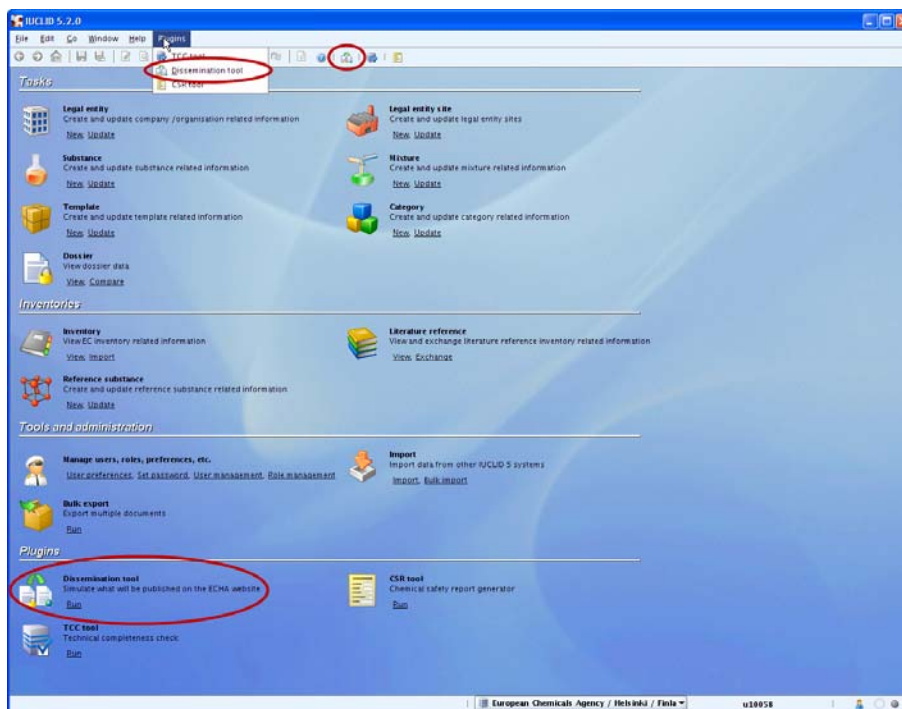 IUCLID 5.2.0
File Edit Go Window Help Plugins
TCC tool
Dissemination tool
CSR tool
Tasks
Legal entity
Create and update company /organisation related information
New, Update
Legal entity site
Create and update legal entity sites
New, Update
Substance
Create and update substance related information
New, Update
Mixture
Create and update mixture related information
New, Update
Template
Create and update template related information
New, Update
Category
Create and update category related information
New, Update
Dossier
View dossier data
View, Compare
Inventories
Inventory
View EC inventory related information
View, Import
Literature reference
View and exchange literature reference inventory related information
View, Exchange
Reference substance
Create and update reference substance related information
New, Update
Tools and administration
Manage users, roles, preferences, etc.
User preferences, Set password, User management, Role management
Import
Import data from other IUCLID 5 systems
Import, Bulk import
Bulk export
Export multiple documents
Run
Plugins
Dissemination tool
Simulate what will be published on the ECHA website
Run
CSR tool
Chemical safety report generator
Run
TCC tool
Technical completeness check
Run
European Chemicals Agency / Helsinki / Finla u10058